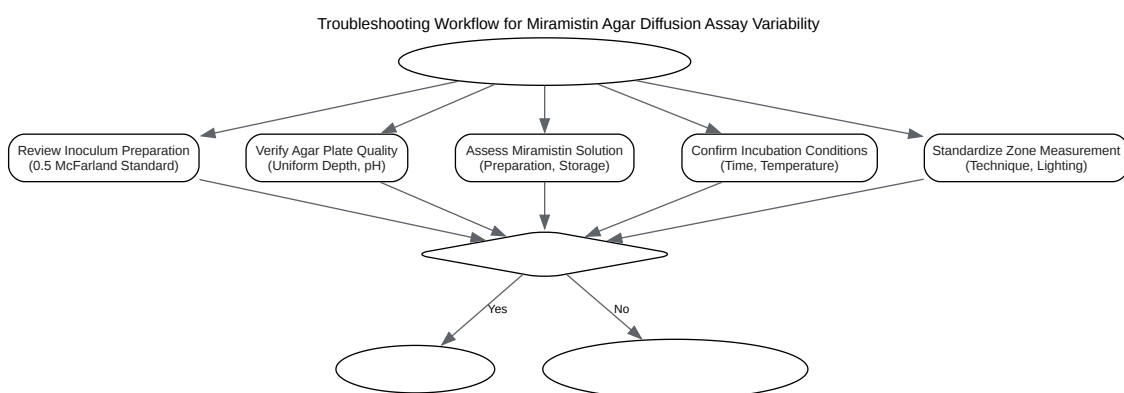 Troubleshooting Workflow for Miramistin Agar Diffusion Assay Variability
Review Inoculum Preparation
(0.5 McFarland Standard)
Verify Agar Plate Quality
(Uniform Depth, pH)
Assess Miramistin Solution
(Preparation, Storage)
Confirm Incubation Conditions
(Time, Temperature)
Standardize Zone Measurement
(Technique, Lighting)
Yes
No